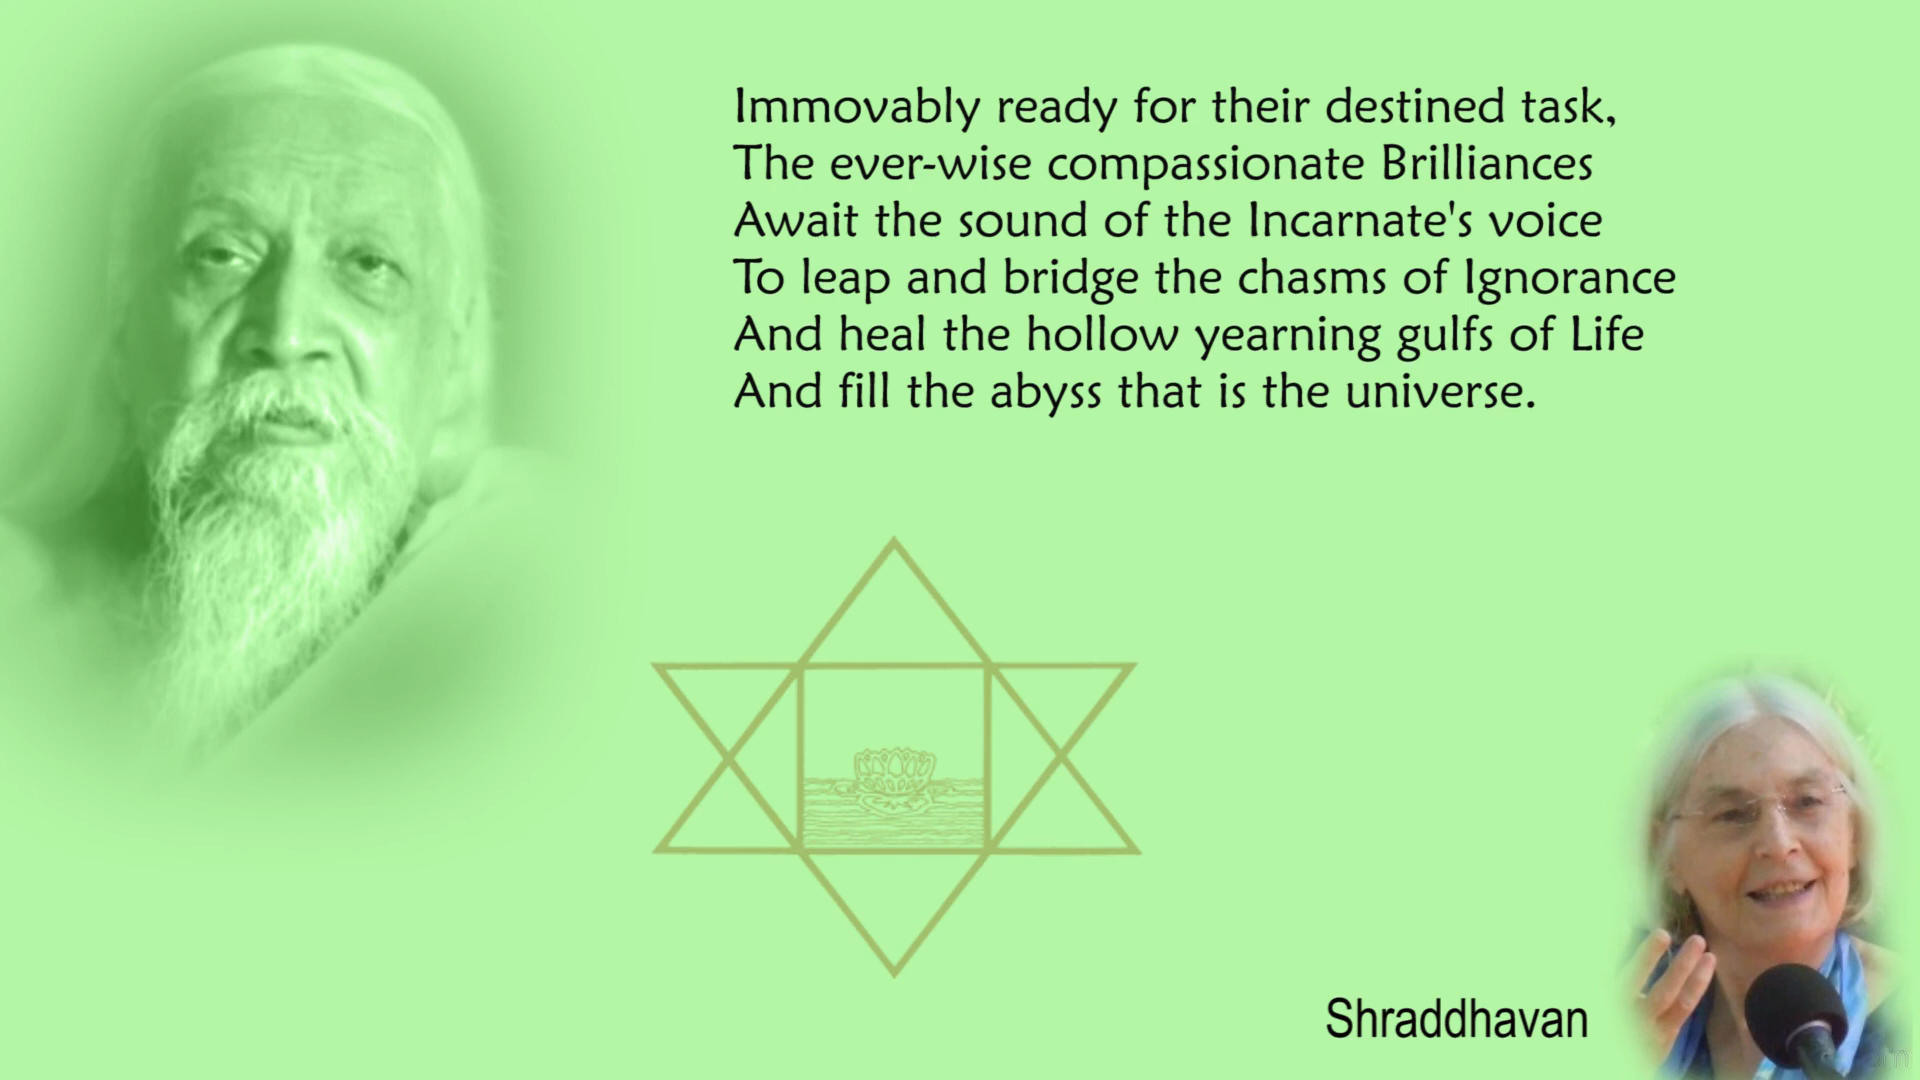 Immovably ready for their destined task,
The ever-wise compassionate Brilliances
Await the sound of the Incarnate's voice
To leap and bridge the chasms of Ignorance
And heal the hollow yearning gulfs of Life
And fill the abyss that is the universe.
Shraddhavan